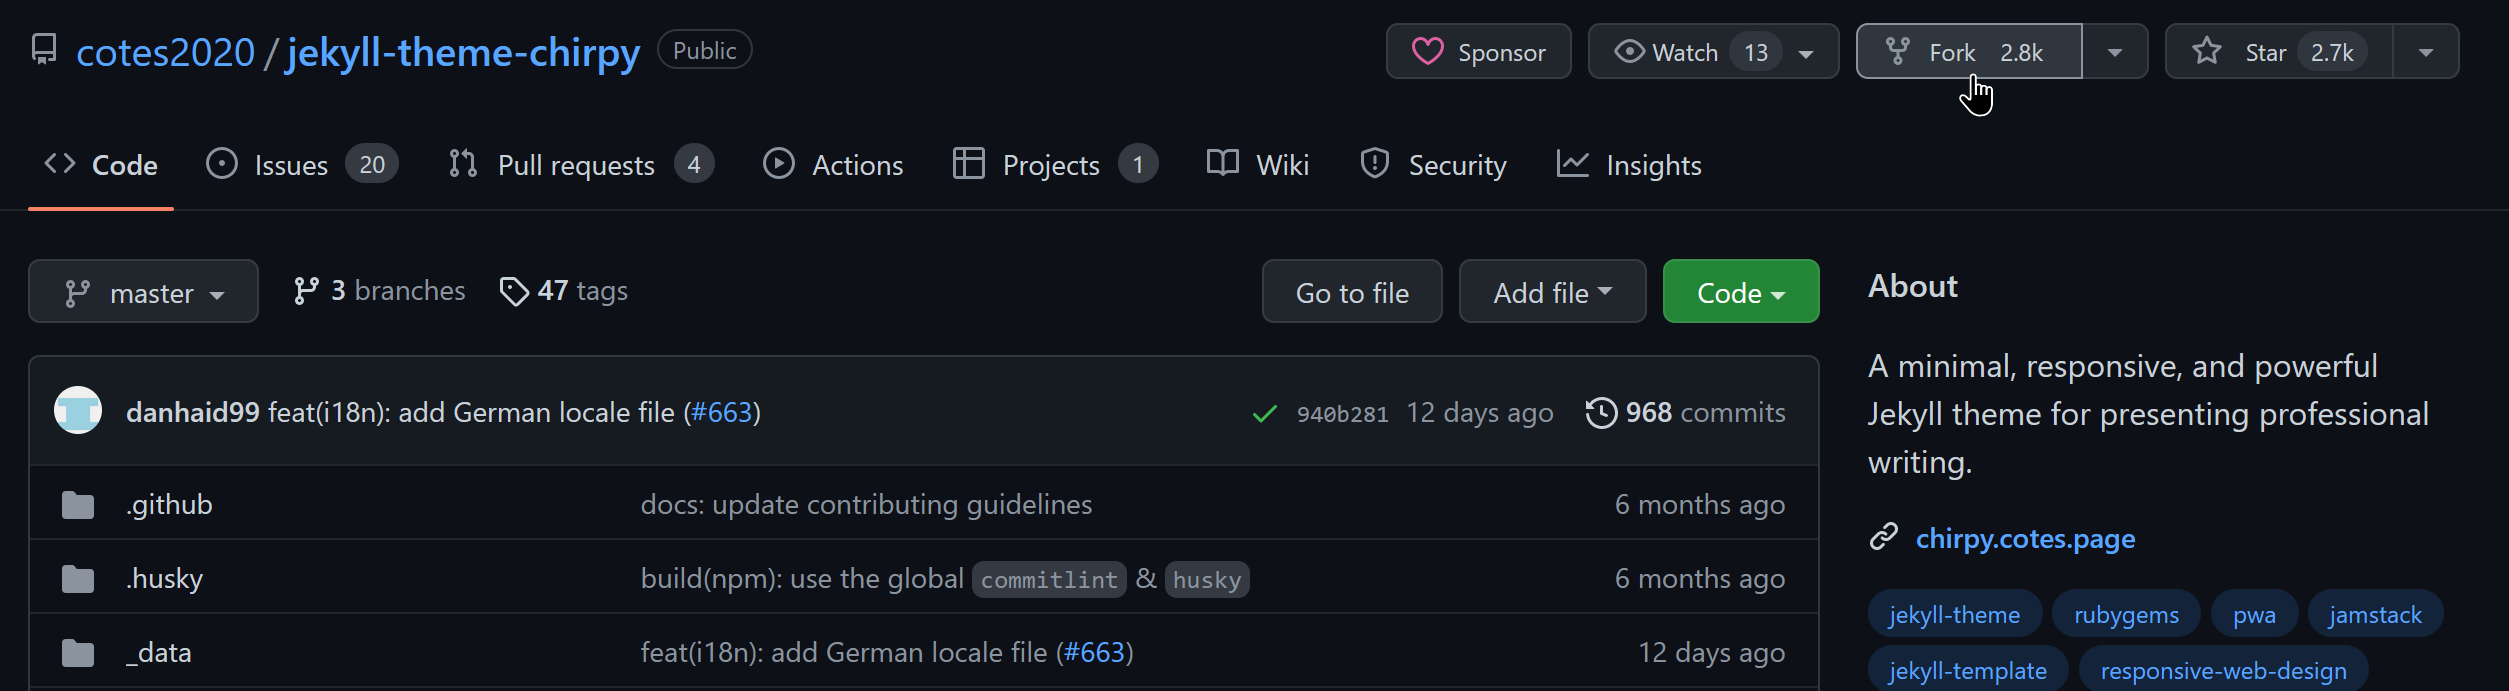 cotes2020 / jekyll-theme-chirpy Public Sponsor Watch 13 Fork 2.8k Star 2.7k
Code Issues 20 Pull requests 4 Actions Projects 1 Wiki Security Insights
master 3 branches 47 tags Go to file Add file Code
danhaid99 feat(i18n): add German locale file (#663) 940b281 12 days ago 968 commits
.github docs: update contributing guidelines 6 months ago
.husky build(npm): use the global commitlint & husky 6 months ago
_data feat(i18n): add German locale file (#663) 12 days ago
About
A minimal, responsive, and powerful
Jekyll theme for presenting professional
writing.
chirpy.cotes.page
jekyll-theme rubygems pwa jamstack
jekyll-template responsive-web-design